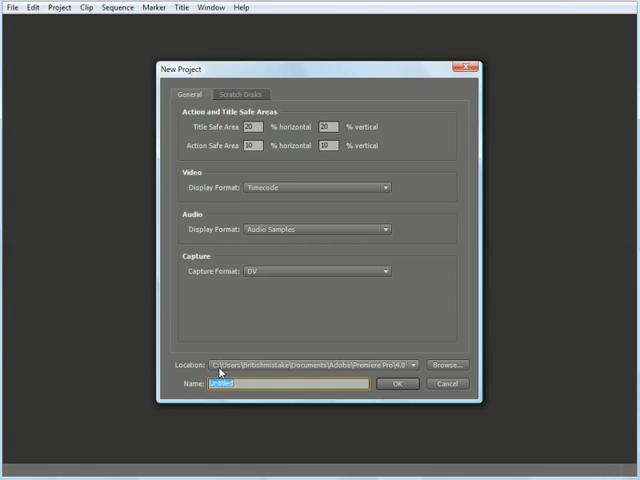 File Edit Project Clip Sequence Marker Title Window Help
New Project
General Scratch Disks
Action and Title Safe Areas
Title Safe Area 20 % horizontal 20 % vertical
Action Safe Area 10 % horizontal 10 % vertical
Video
Display Format: Timecode
Audio
Display Format: Audio Samples
Capture
Capture Format: DV
Location: C:\Users\Britishmistake\Documents\Adobe\Premiere Pro\4.0 Browse...
Name: Untitled OK Cancel